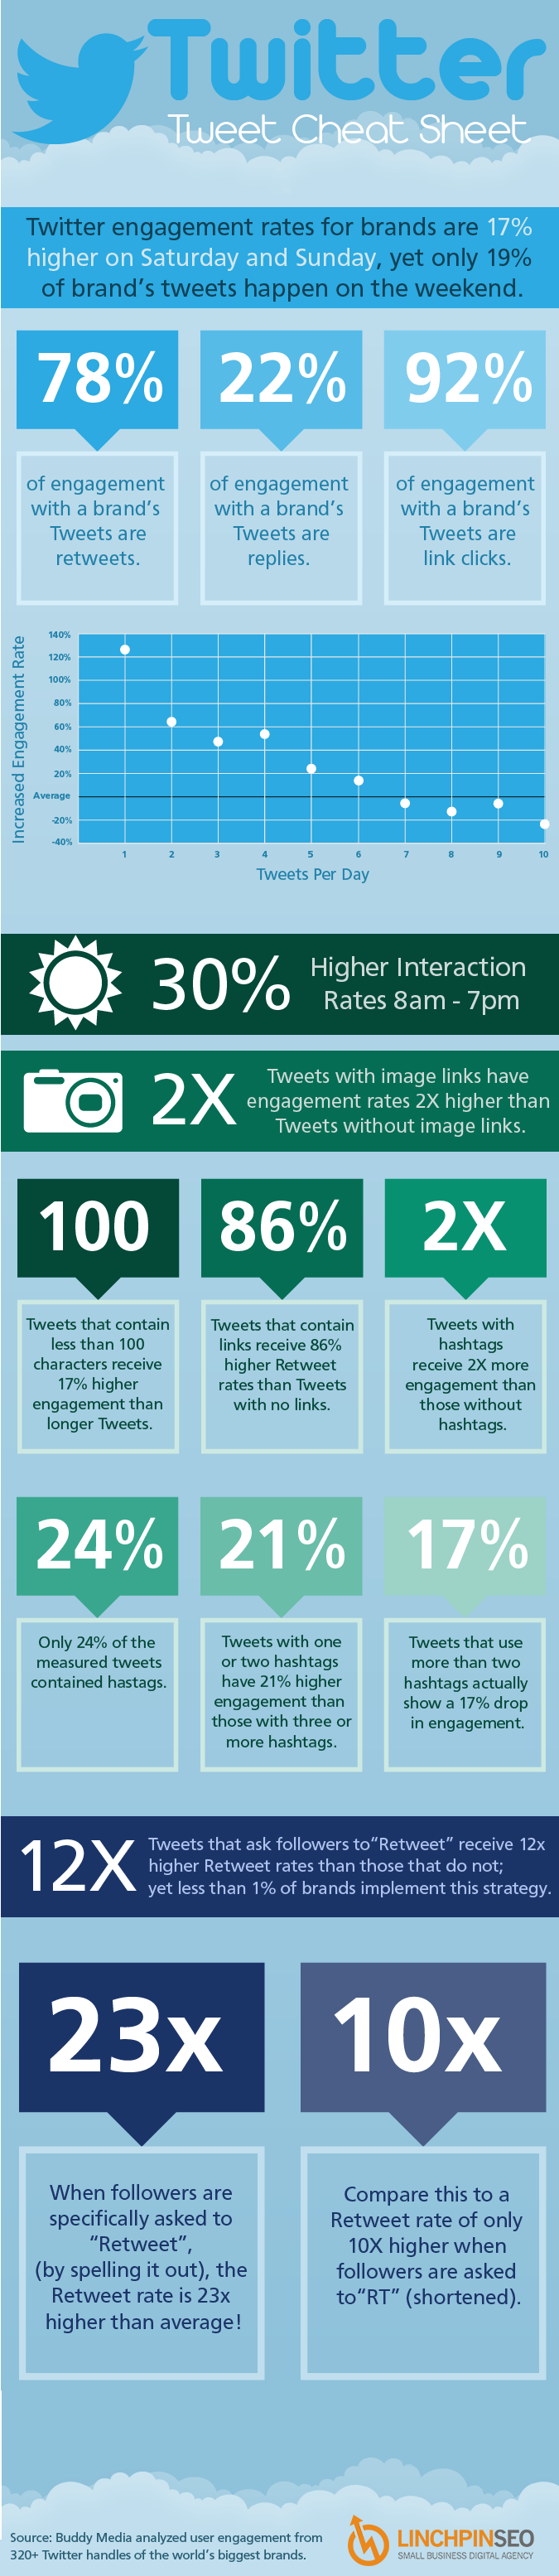 Twitter
Tweet Cheat Sheet
Twitter engagement rates for brands are 17%
higher on Saturday and Sunday, yet only 19%
of brand's tweets happen on the weekend.
78%
of engagement
with a brand's
Tweets are
retweets.
22%
of engagement
with a brand's
Tweets are
replies.
92%
of engagement
with a brand's
Tweets are
link clicks.
Increased Engagement Rate
140%
120%
100%
80%
60%
40%
20%
Average
-20%
-40%
1 2 3 4 5 6 7 8 9 10
Tweets Per Day
30%
Higher Interaction
Rates 8am - 7pm
2X
Tweets with image links have
engagement rates 2X higher than
Tweets without image links.
100
Tweets that contain
less than 100
characters receive
17% higher
engagement than
longer Tweets.
86%
Tweets that contain
links receive 86%
higher Retweet
rates than Tweets
with no links.
2X
Tweets with
hashtags
receive 2X more
engagement than
those without
hashtags.
24%
Only 24% of the
measured tweets
contained hastags.
21%
Tweets with one
or two hashtags
have 21% higher
engagement than
those with three or
more hashtags.
17%
Tweets that use
more than two
hashtags actually
show a 17% drop
in engagement.
12X
Tweets that ask followers to“Retweet” receive 12x
higher Retweet rates than those that do not;
yet less than 1% of brands implement this strategy.
23x
When followers are
specifically asked to
“Retweet”,
(by spelling it out), the
Retweet rate is 23x
higher than average!
10x
Compare this to a
Retweet rate of only
10X higher when
followers are asked
to“RT” (shortened).
Source: Buddy Media analyzed user engagement from
320+ Twitter handles of the world's biggest brands.
LINCHPINSEO
SMALL BUSINESS DIGITAL AGENCY